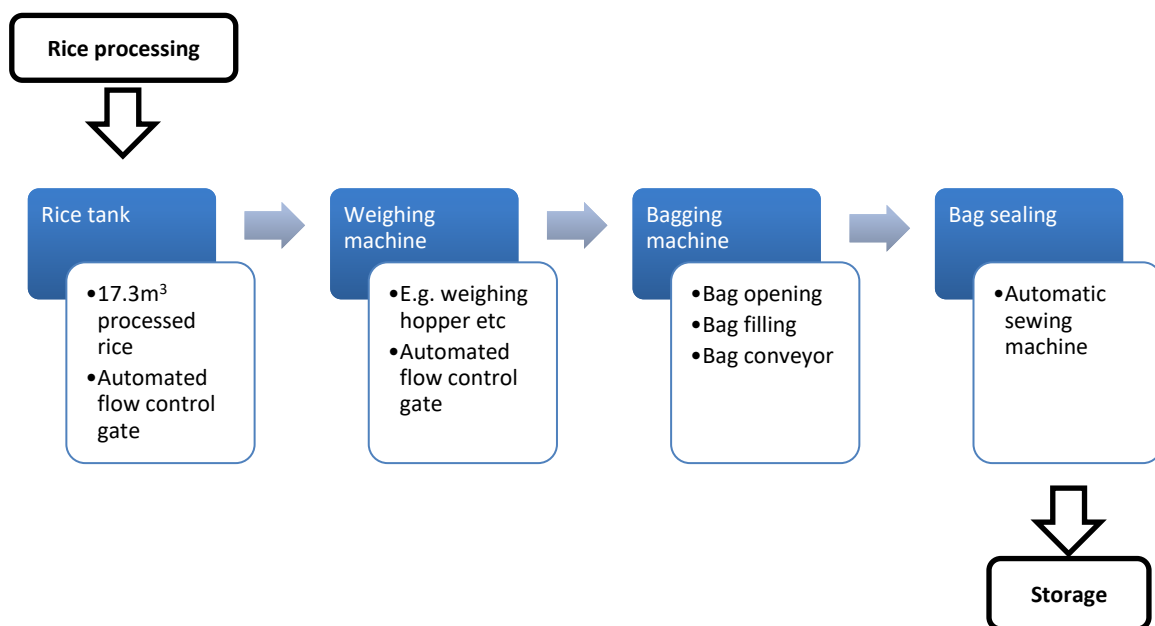 Rice processing
Rice tank
•17.3m³
processed
rice
•Automated
flow control
gate
Weighing
machine
•E.g. weighing
hopper etc
•Automated
flow control
gate
Bagging
machine
•Bag opening
•Bag filling
•Bag conveyor
Bag sealing
•Automatic
sewing
machine
Storage